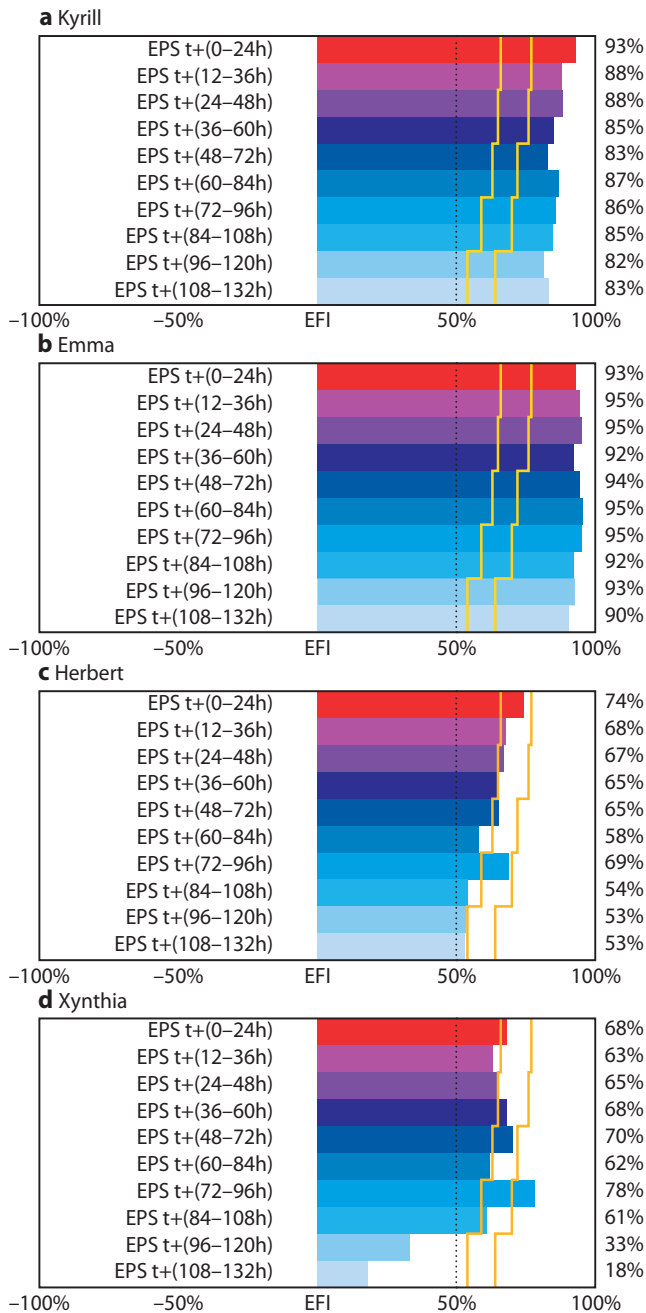 a Kyrill
EPS t+(0–24h) 93%
EPS t+(12–36h) 88%
EPS t+(24–48h) 88%
EPS t+(36–60h) 85%
EPS t+(48–72h) 83%
EPS t+(60–84h) 87%
EPS t+(72–96h) 86%
EPS t+(84–108h) 85%
EPS t+(96–120h) 82%
EPS t+(108–132h) 83%
–100% –50% EFI 50% 100%
b Emma
EPS t+(0–24h) 93%
EPS t+(12–36h) 95%
EPS t+(24–48h) 95%
EPS t+(36–60h) 92%
EPS t+(48–72h) 94%
EPS t+(60–84h) 95%
EPS t+(72–96h) 95%
EPS t+(84–108h) 92%
EPS t+(96–120h) 93%
EPS t+(108–132h) 90%
–100% –50% EFI 50% 100%
c Herbert
EPS t+(0–24h) 74%
EPS t+(12–36h) 68%
EPS t+(24–48h) 67%
EPS t+(36–60h) 65%
EPS t+(48–72h) 65%
EPS t+(60–84h) 58%
EPS t+(72–96h) 69%
EPS t+(84–108h) 54%
EPS t+(96–120h) 53%
EPS t+(108–132h) 53%
–100% –50% EFI 50% 100%
d Xynthia
EPS t+(0–24h) 68%
EPS t+(12–36h) 63%
EPS t+(24–48h) 65%
EPS t+(36–60h) 68%
EPS t+(48–72h) 70%
EPS t+(60–84h) 62%
EPS t+(72–96h) 78%
EPS t+(84–108h) 61%
EPS t+(96–120h) 33%
EPS t+(108–132h) 18%
–100% –50% EFI 50% 100%